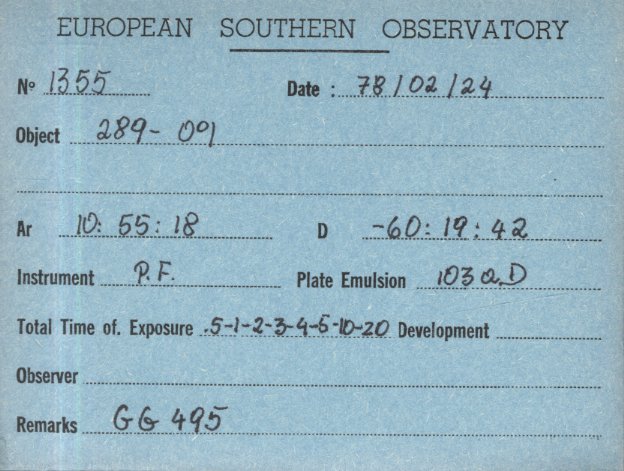 EUROPEAN SOUTHERN OBSERVATORY
Nº 1355 Date : 78/02/24
Object 289-001
Ar 10: 55: 18 D -60: 19: 42
Instrument P.F. Plate Emulsion 103 a D
Total Time of. Exposure .5-1-2-3-4-5-10-20 Development
Observer
Remarks GG 495